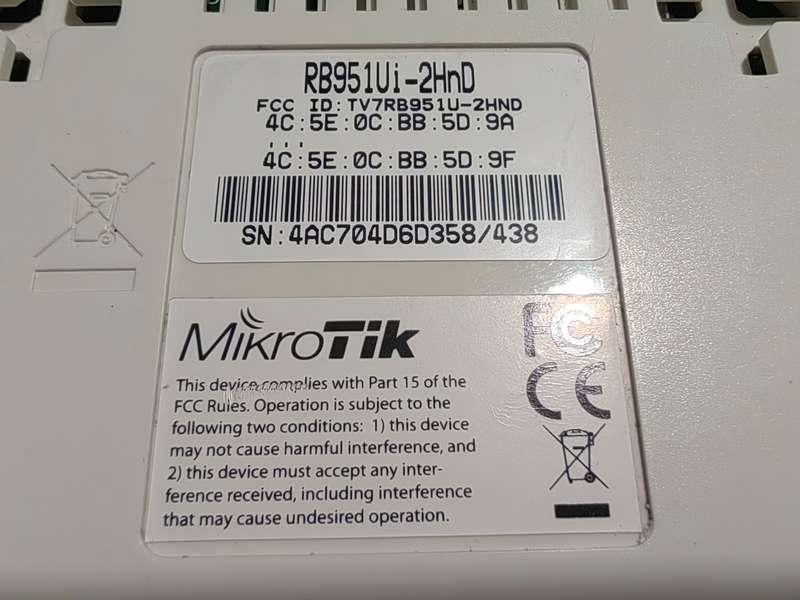 RB951Ui-2HnD
FCC ID:TV7RB951U-2HND
4C:5E:0C:BB:5D:9A
...
4C:5E:0C:BB:5D:9F
SN:4AC704D6D358/438
MikroTik
FC
CE
This device complies with Part 15 of the
FCC Rules. Operation is subject to the
following two conditions: 1) this device
may not cause harmful interference, and
2) this device must accept any inter-
ference received, including interference
that may cause undesired operation.